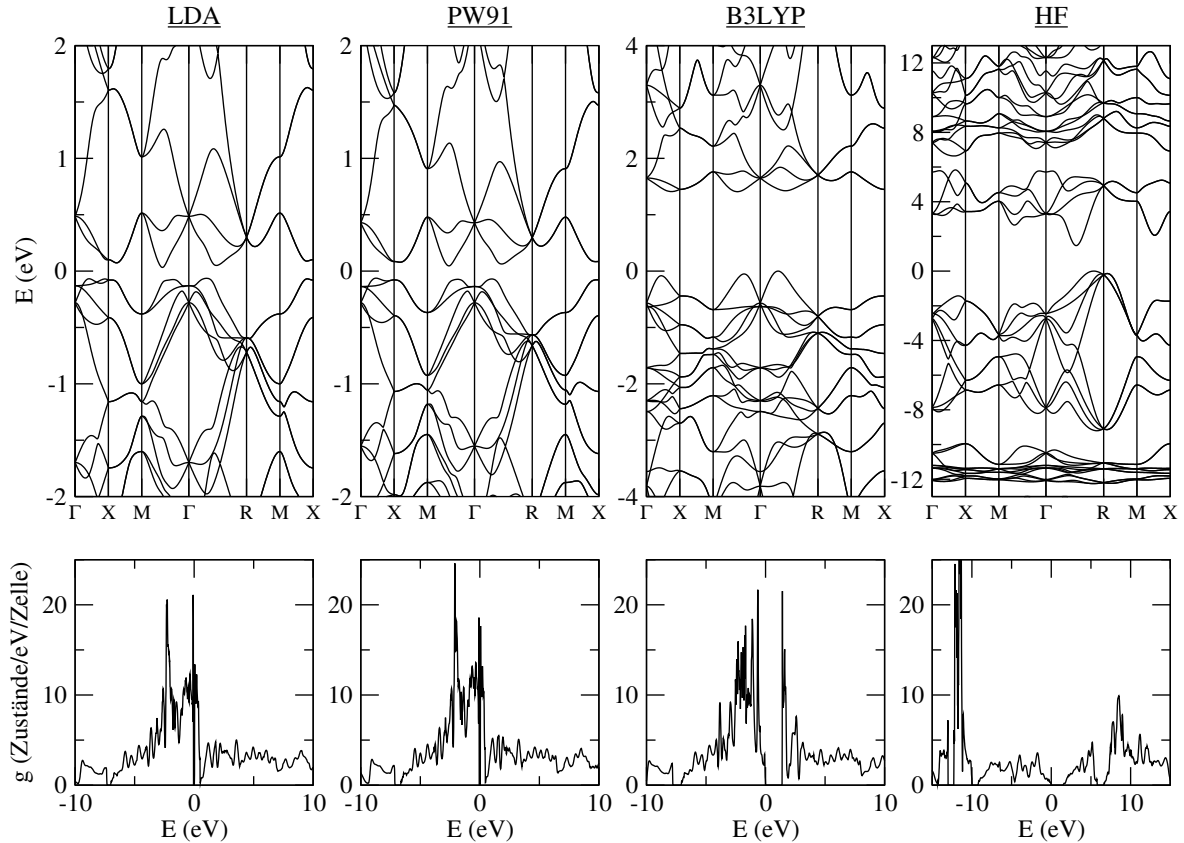 LDA PW91 B3LYP HF
2 2 4 12
1 1 2 8
4
E (eV) 0 0 0 0
-4
-1 -1 -2 -8
-2 -2 -4 -12
Γ X M Γ R M X Γ X M Γ R M X Γ X M Γ R M X Γ X M Γ R M X
g (Zustände/eV/Zelle)
20 20 20 20
10 10 10 10
0 0 0 0
-10 0 10 -10 0 10 -10 0 10 -10 0 10
E (eV) E (eV) E (eV) E (eV)